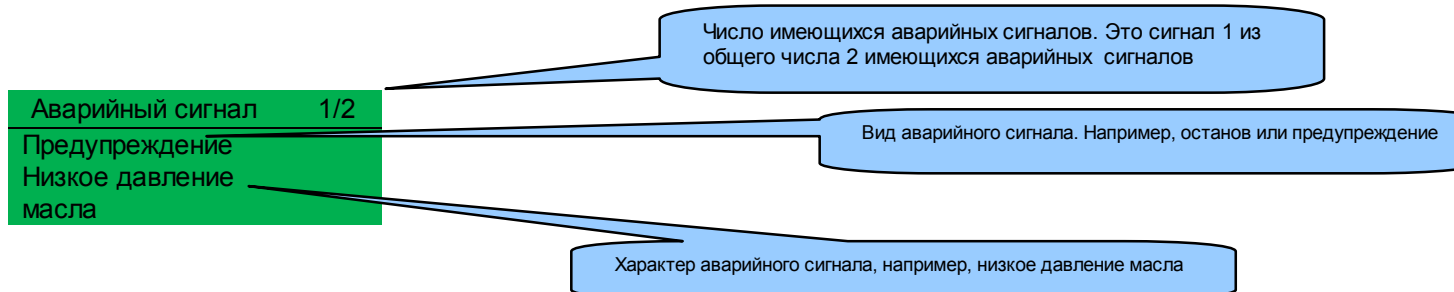 Число имеющихся аварийных сигналов. Это сигнал 1 из
общего числа 2 имеющихся аварийных сигналов
Аварийный сигнал 1/2
Предупреждение
Низкое давление
масла
Вид аварийного сигнала. Например, останов или предупреждение
Характер аварийного сигнала, например, низкое давление масла